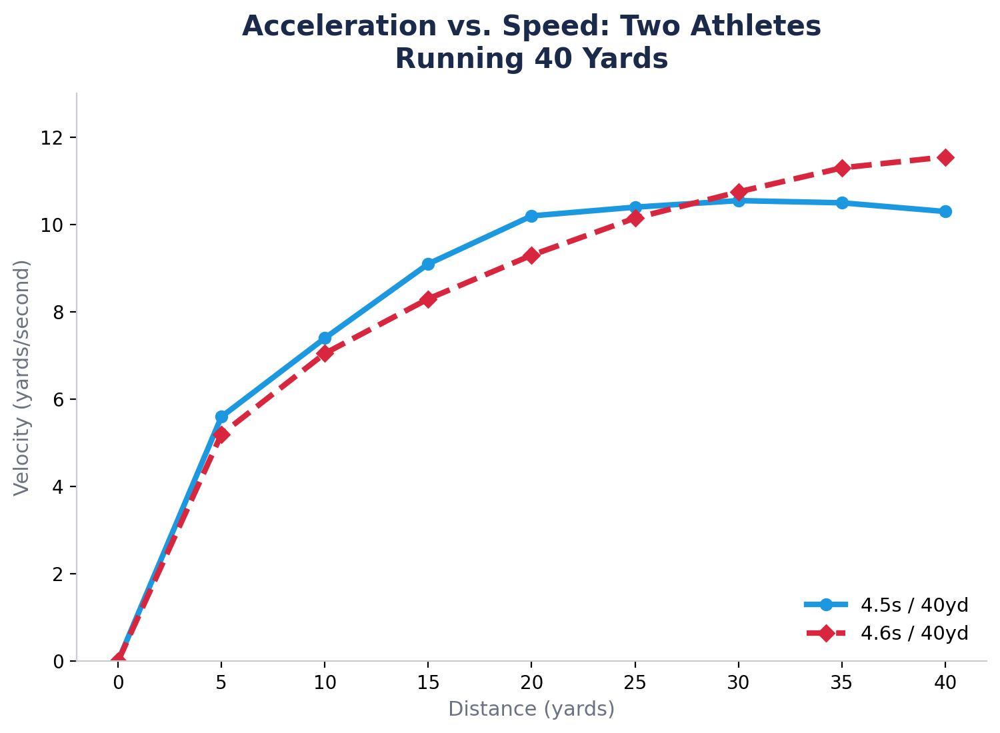 Acceleration vs. Speed: Two Athletes
Running 40 Yards
Velocity (yards/second)
12
10
8
6
4
2
0
0 5 10 15 20 25 30 35 40
Distance (yards)
4.5s / 40yd
4.6s / 40yd